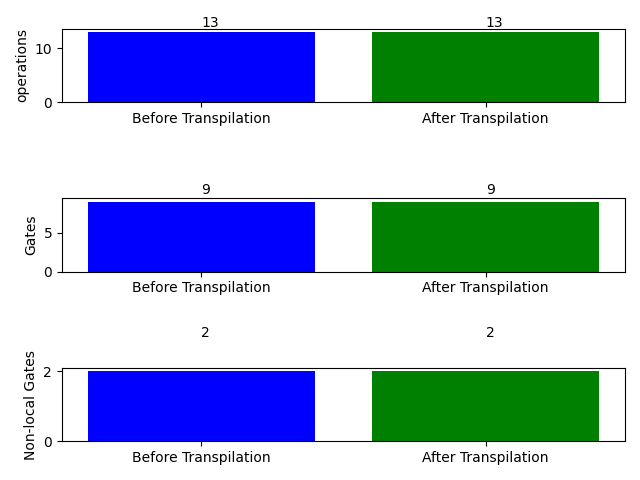 13 13
operations
10
0
Before Transpilation After Transpilation
9 9
Gates
5
0
Before Transpilation After Transpilation
2 2
Non-local Gates
2
0
Before Transpilation After Transpilation